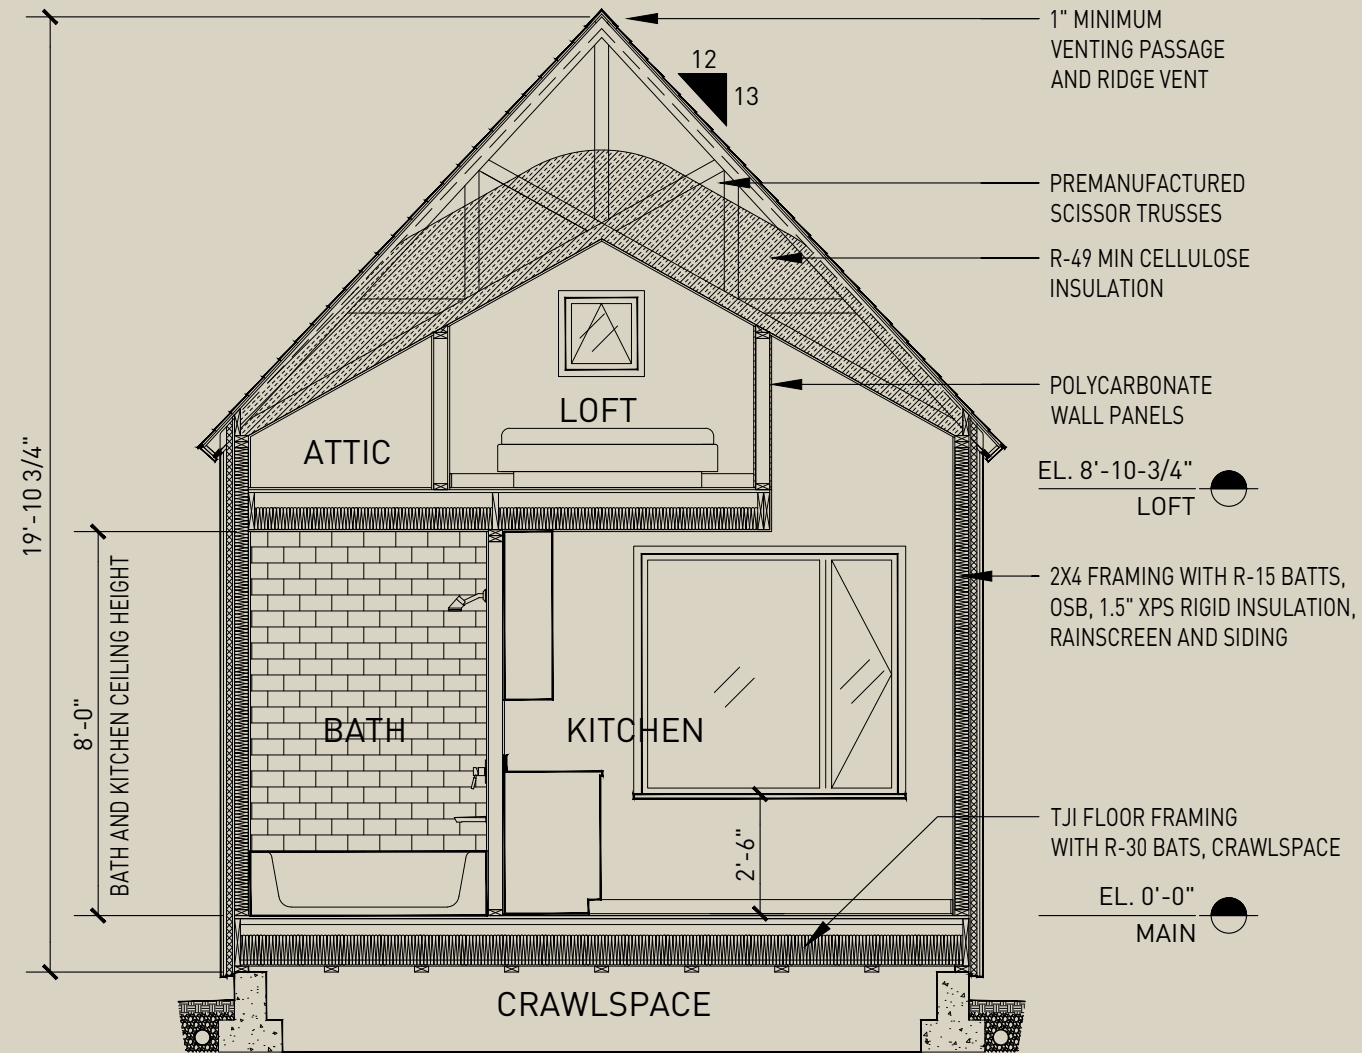 1" MINIMUM
VENTING PASSAGE
AND RIDGE VENT
12
13
PREMANUFACTURED
SCISSOR TRUSSES
R-49 MIN CELLULOSE
INSULATION
POLYCARBONATE
WALL PANELS
LOFT
ATTIC
EL. 8'-10-3/4"
LOFT
19'-10 3/4"
2X4 FRAMING WITH R-15 BATTS,
OSB, 1.5" XPS RIGID INSULATION,
RAINSCREEN AND SIDING
8'-0"
BATH AND KITCHEN CEILING HEIGHT
BATH
KITCHEN
2'-6"
TJI FLOOR FRAMING
WITH R-30 BATS, CRAWLSPACE
EL. 0'-0"
MAIN
CRAWLSPACE